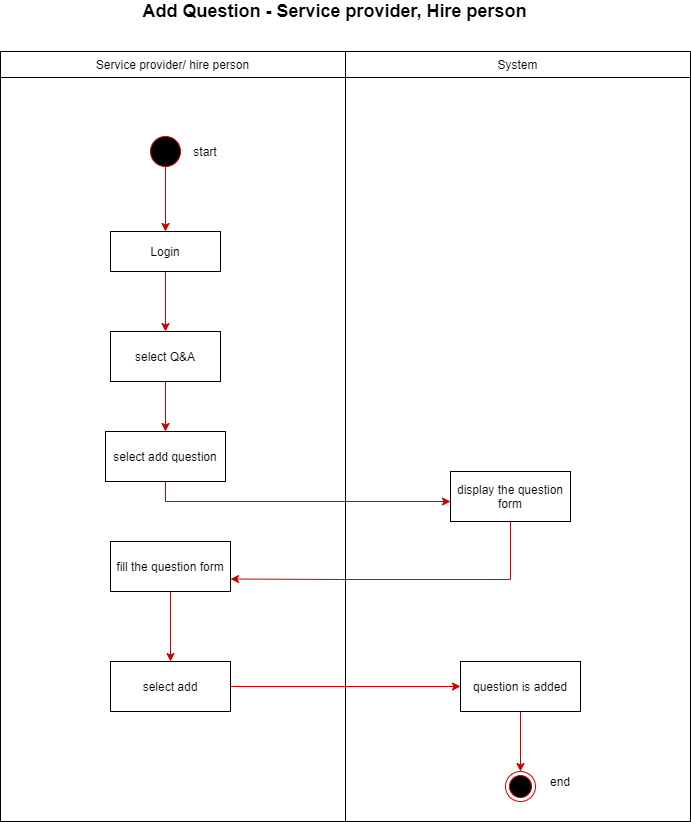 Add Question - Service provider, Hire person
Service provider/ hire person
System
start
Login
select Q&A
select add question
display the question
form
fill the question form
select add
question is added
end